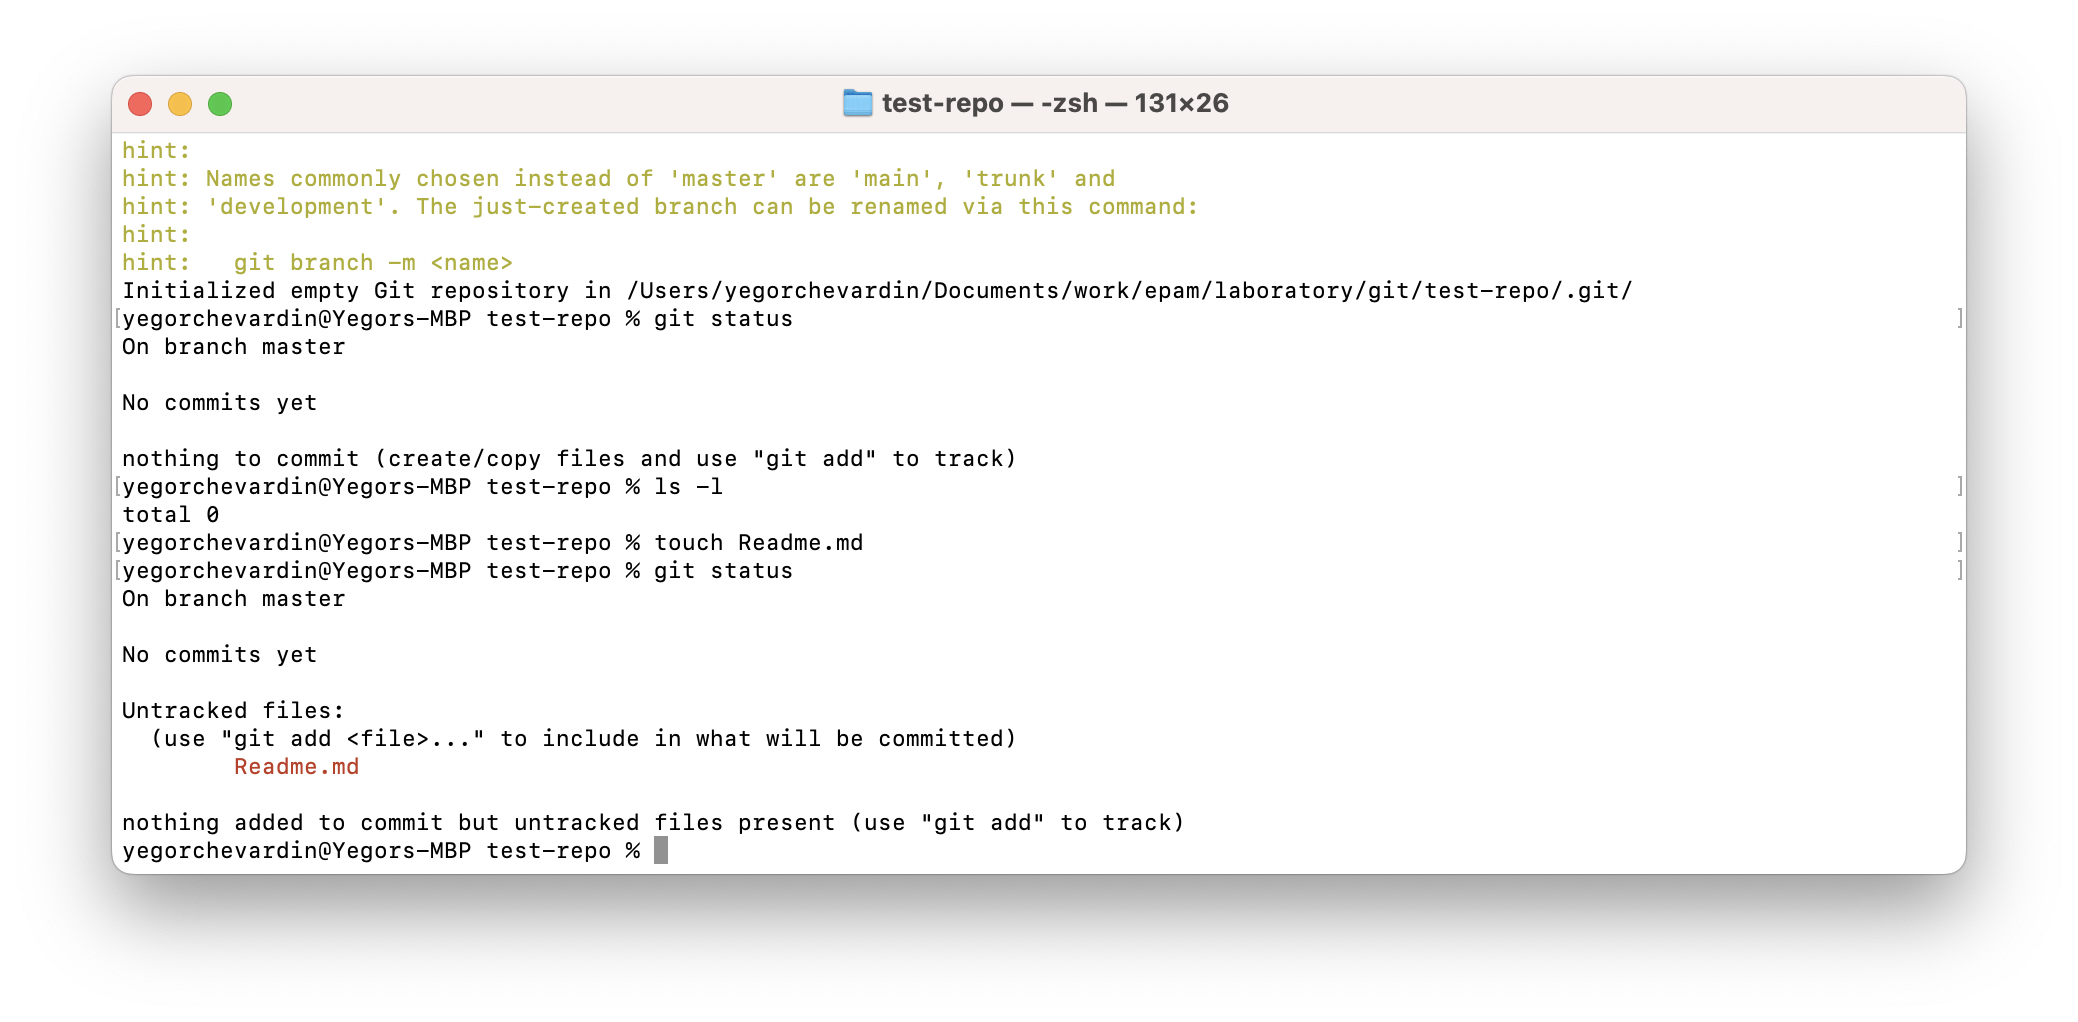 test-repo — -zsh — 131×26
hint:
hint: Names commonly chosen instead of 'master' are 'main', 'trunk' and
hint: 'development'. The just-created branch can be renamed via this command:
hint:
hint:   git branch -m <name>
Initialized empty Git repository in /Users/yegorchevardin/Documents/work/epam/laboratory/git/test-repo/.git/
[yegorchevardin@Yegors-MBP test-repo % git status ]
On branch master

No commits yet

nothing to commit (create/copy files and use "git add" to track)
[yegorchevardin@Yegors-MBP test-repo % ls -l ]
total 0
[yegorchevardin@Yegors-MBP test-repo % touch Readme.md ]
[yegorchevardin@Yegors-MBP test-repo % git status ]
On branch master

No commits yet

Untracked files:
  (use "git add <file>..." to include in what will be committed)
        Readme.md

nothing added to commit but untracked files present (use "git add" to track)
yegorchevardin@Yegors-MBP test-repo %